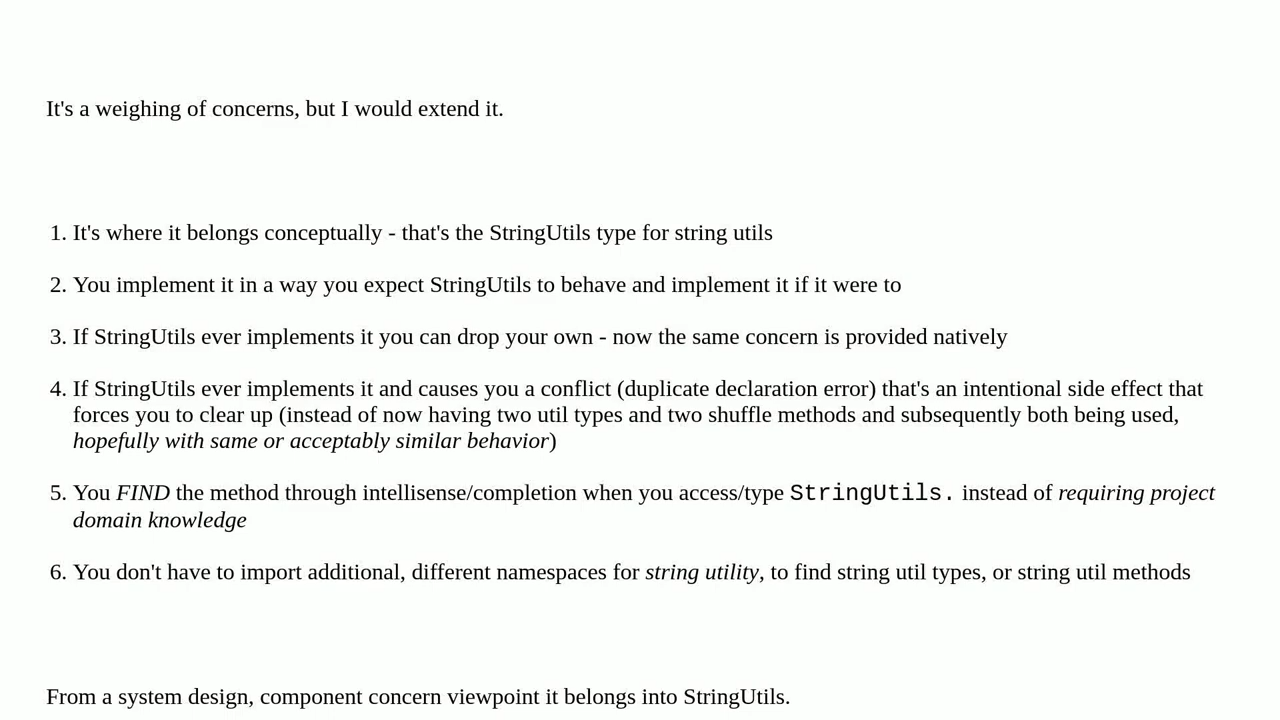 It's a weighing of concerns, but I would extend it.
1. It's where it belongs conceptually - that's the StringUtils type for string utils
2. You implement it in a way you expect StringUtils to behave and implement it if it were to
3. If StringUtils ever implements it you can drop your own - now the same concern is provided natively
4. If StringUtils ever implements it and causes you a conflict (duplicate declaration error) that's an intentional side effect that
forces you to clear up (instead of now having two util types and two shuffle methods and subsequently both being used,
hopefully with same or acceptably similar behavior)
5. You FIND the method through intellisense/completion when you access/type StringUtils. instead of requiring project
domain knowledge
6. You don't have to import additional, different namespaces for string utility, to find string util types, or string util methods
From a system design, component concern viewpoint it belongs into StringUtils.